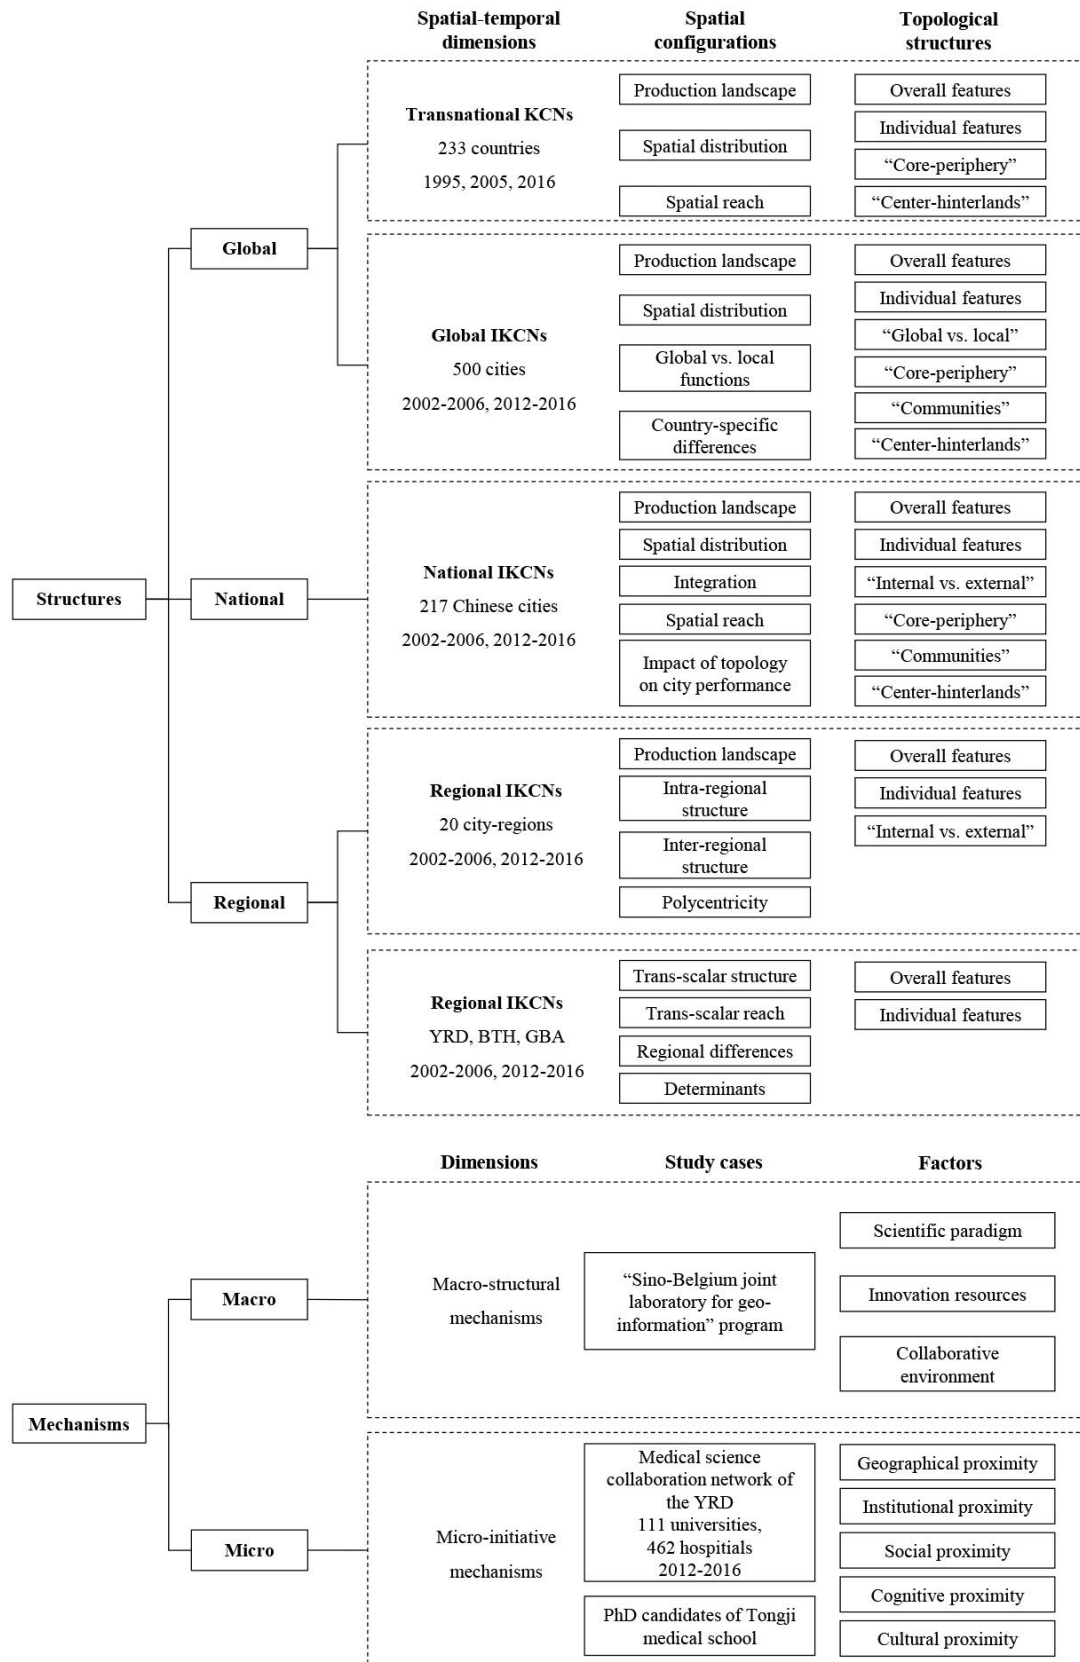 Spatial-temporal
dimensions
Spatial
configurations
Topological
structures
Structures
Global
Transnational KCNs
233 countries
1995, 2005, 2016
Production landscape
Spatial distribution
Spatial reach
Overall features
Individual features
“Core-periphery”
“Center-hinterlands”
Global IKCNs
500 cities
2002-2006, 2012-2016
Production landscape
Spatial distribution
Global vs. local
functions
Country-specific
differences
Overall features
Individual features
“Global vs. local”
“Core-periphery”
“Communities”
“Center-hinterlands”
National
National IKCNs
217 Chinese cities
2002-2006, 2012-2016
Production landscape
Spatial distribution
Integration
Spatial reach
Impact of topology
on city performance
Overall features
Individual features
“Internal vs. external”
“Core-periphery”
“Communities”
“Center-hinterlands”
Regional
Regional IKCNs
20 city-regions
2002-2006, 2012-2016
Production landscape
Intra-regional
structure
Inter-regional
structure
Polycentricity
Overall features
Individual features
“Internal vs. external”
Regional IKCNs
YRD, BTH, GBA
2002-2006, 2012-2016
Trans-scalar structure
Trans-scalar reach
Regional differences
Determinants
Overall features
Individual features
Dimensions
Study cases
Factors
Mechanisms
Macro
Macro-structural
mechanisms
“Sino-Belgium joint
laboratory for geo-
information” program
Scientific paradigm
Innovation resources
Collaborative
environment
Micro
Micro-initiative
mechanisms
Medical science
collaboration network of
the YRD
111 universities,
462 hospitials
2012-2016
PhD candidates of Tongji
medical school
Geographical proximity
Institutional proximity
Social proximity
Cognitive proximity
Cultural proximity